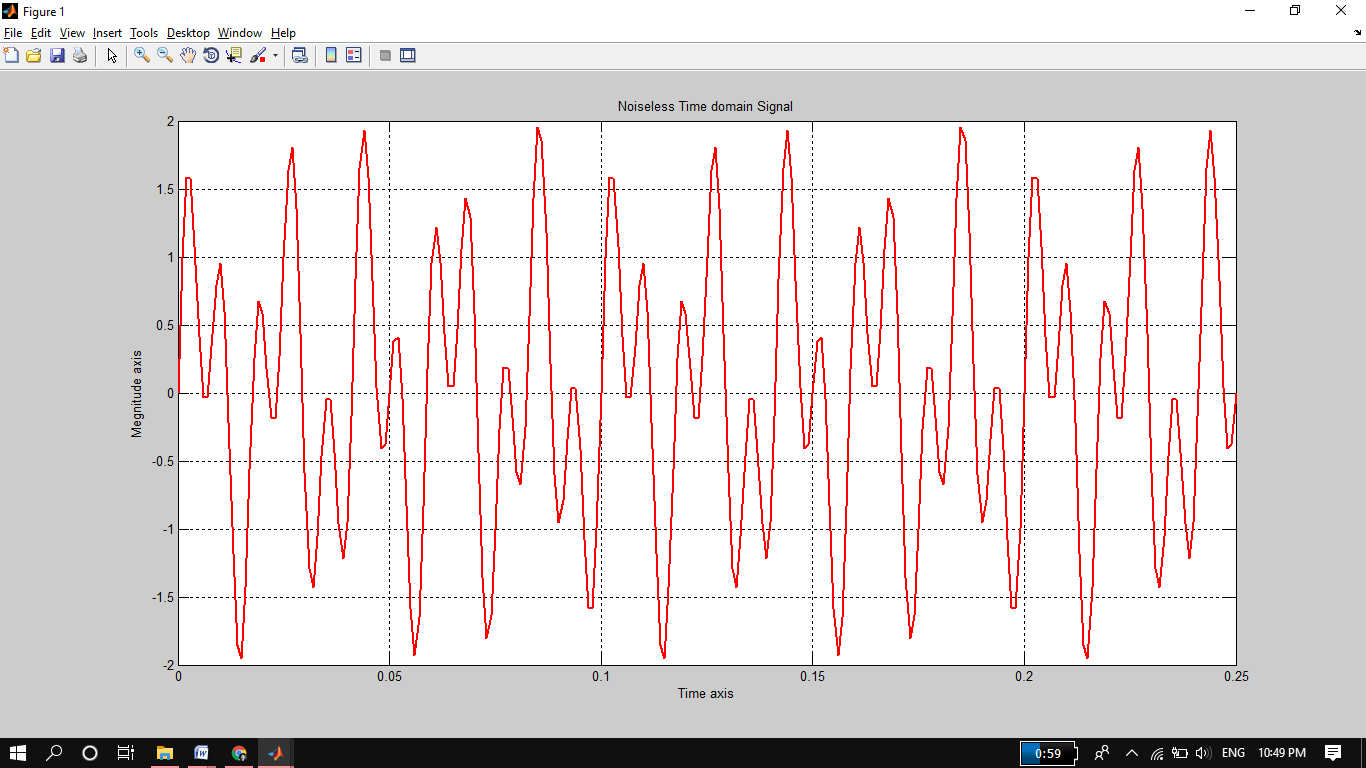 Figure 1
File Edit View Insert Tools Desktop Window Help
Noiseless Time domain Signal
2
1.5
1
0.5
0
-0.5
-1
-1.5
-2
Megnitude axis
0 0.05 0.1 0.15 0.2 0.25
Time axis
0:59 ENG 10:49 PM